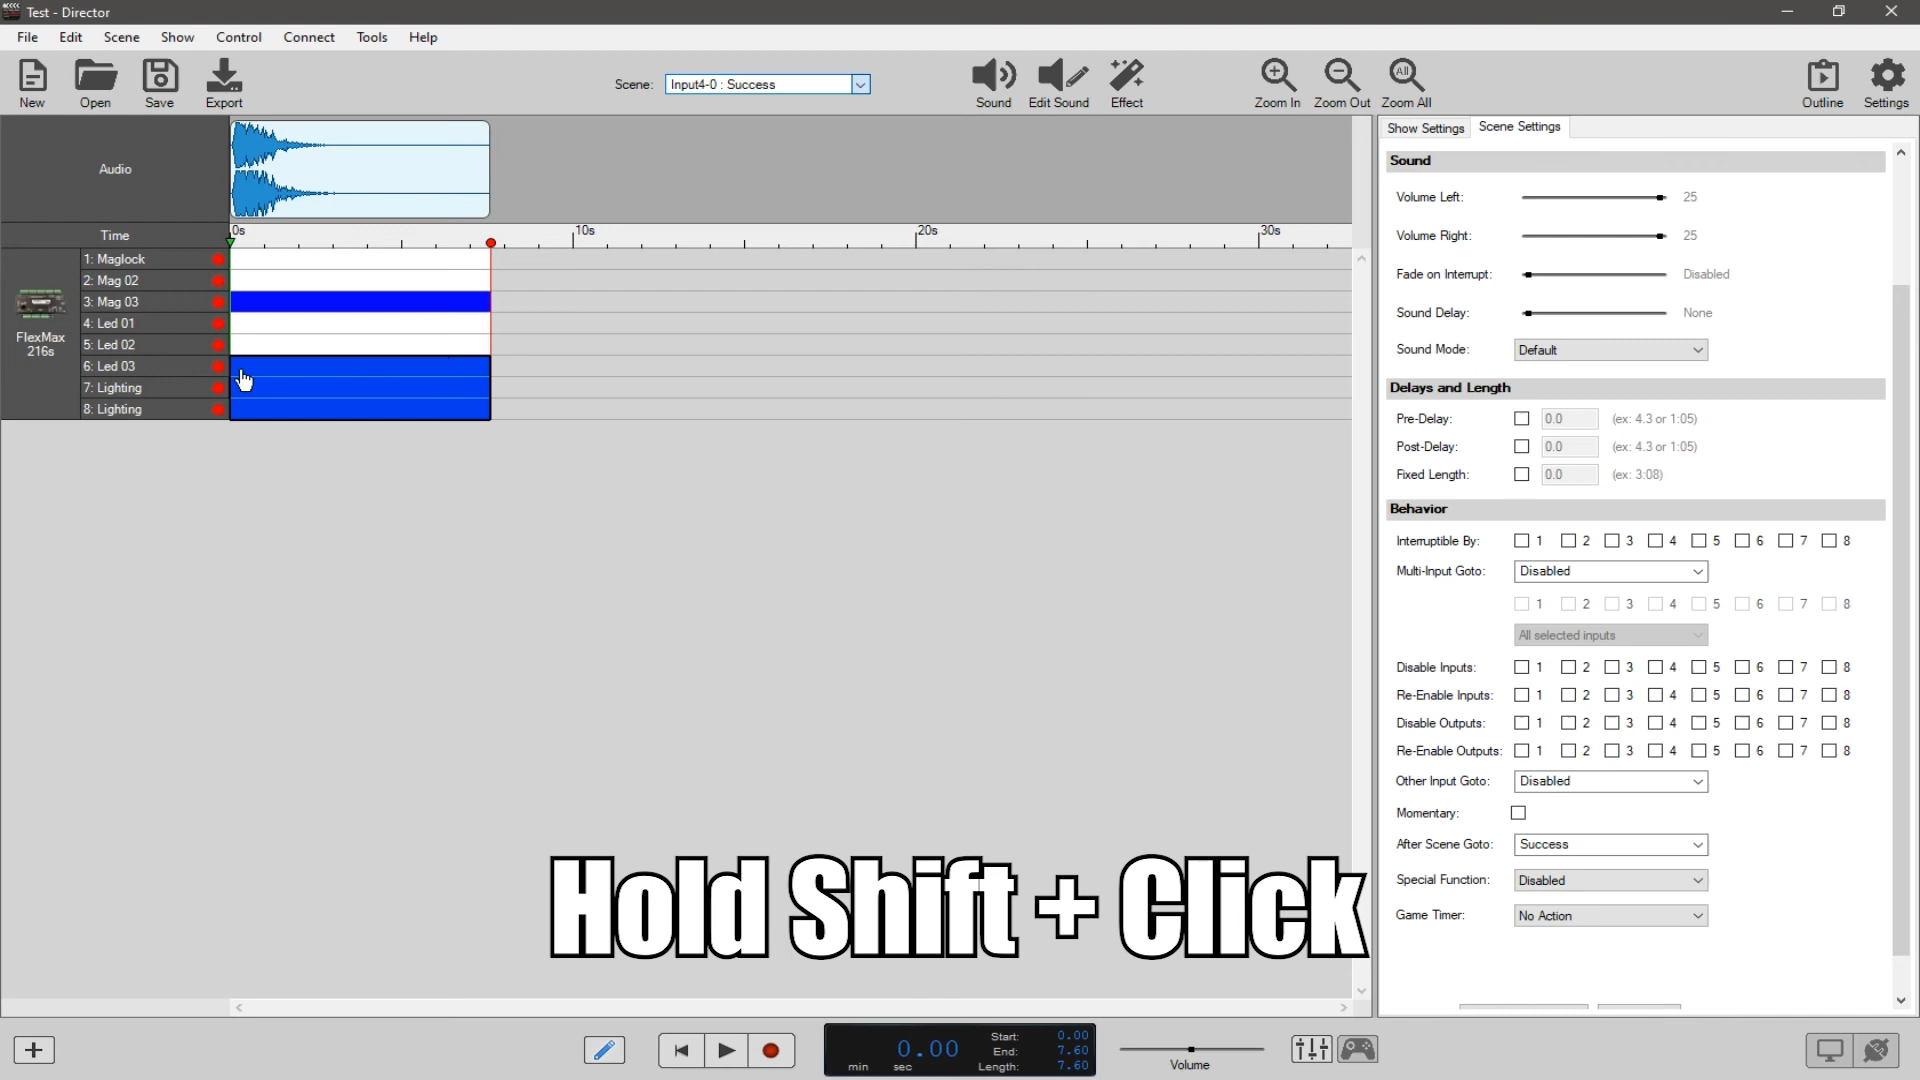 Test - Director
File Edit Scene Show Control Connect Tools Help
New Open Save Export
Scene: Input4-0 : Success
Sound Edit Sound Effect
Zoom In Zoom Out All Zoom All
Outline Settings
Audio
Time 0s 10s 20s 30s
FlexMax 216s
1: Maglock
2: Mag 02
3: Mag 03
4: Led 01
5: Led 02
6: Led 03
7: Lighting
8: Lighting
Show Settings Scene Settings
Sound
Volume Left: 25
Volume Right: 25
Fade on Interrupt: Disabled
Sound Delay: None
Sound Mode: Default
Delays and Length
Pre-Delay: 0.0 (ex: 4.3 or 1:05)
Post-Delay: 0.0 (ex: 4.3 or 1:05)
Fixed Length: 0.0 (ex: 3:08)
Behavior
Interruptible By: 1 2 3 4 5 6 7 8
Multi-Input Goto: Disabled
1 2 3 4 5 6 7 8
All selected inputs
Disable Inputs: 1 2 3 4 5 6 7 8
Re-Enable Inputs: 1 2 3 4 5 6 7 8
Disable Outputs: 1 2 3 4 5 6 7 8
Re-Enable Outputs: 1 2 3 4 5 6 7 8
Other Input Goto: Disabled
Momentary:
After Scene Goto: Success
Special Function: Disabled
Game Timer: No Action
Hold Shift + Click
0.00
min sec
Start: 0.00
End: 7.60
Length: 7.60
Volume